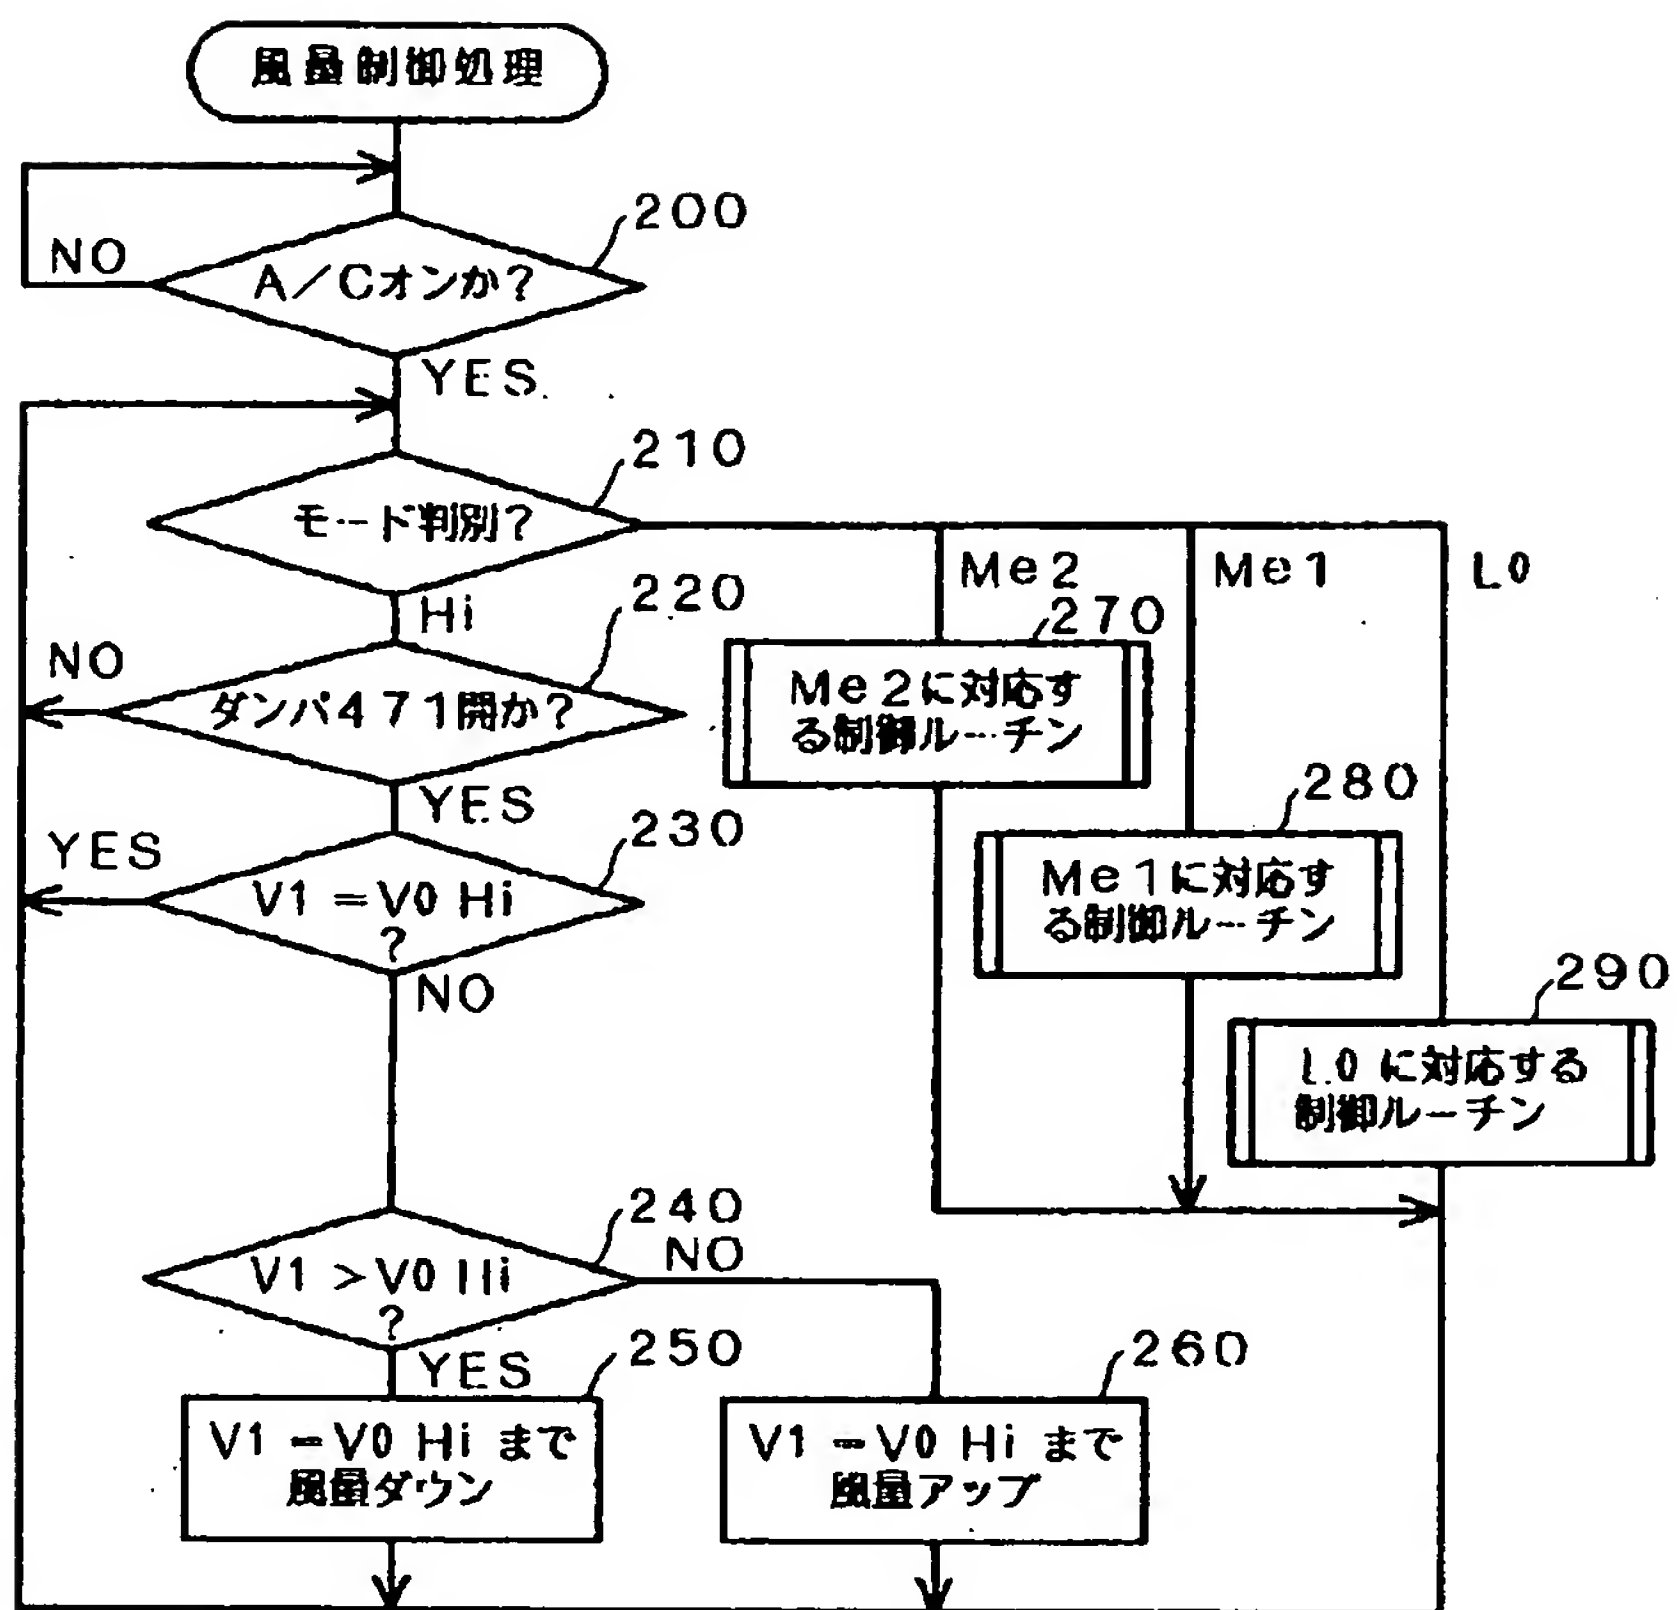 風量制御処理
200
NO
A/Cオンか?
YES
210
モード判別?
Me2
Me1
L0
Hi
220
270
NO
ダンパ471開か?
Me2に対応す
る制御ルーチン
YES
280
230
YES
V1=V0 Hi
?
Me1に対応す
る制御ルーチン
NO
290
L0 に対応する
制御ルーチン
240
NO
V1>V0 Hi
?
YES
250
260
V1=V0 Hi まで
風量ダウン
V1=V0 Hi まで
風量アップ